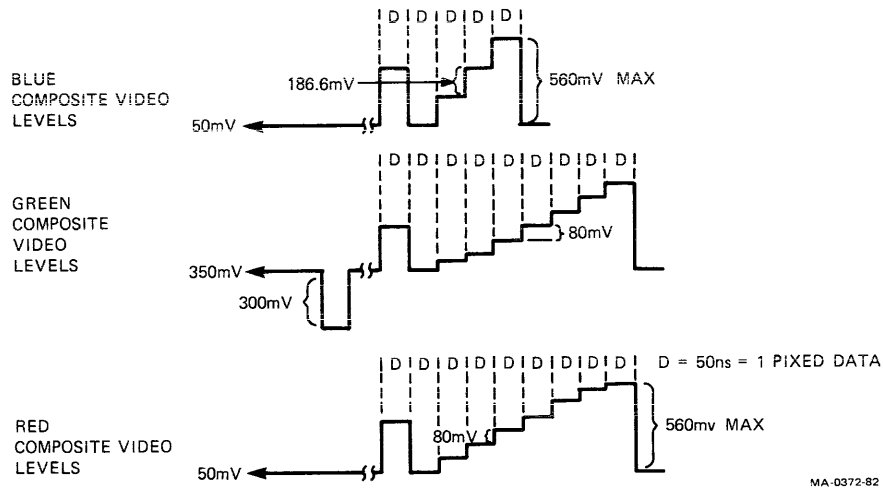 D D D D D
BLUE
COMPOSITE VIDEO
LEVELS
186.6mV
560mV MAX
50mV
D D D D D D D D D
GREEN
COMPOSITE
VIDEO
LEVELS
80mV
350mV
300mV
D D D D D D D D D
D = 50ns = 1 PIXED DATA
RED
COMPOSITE VIDEO
LEVELS
80mV
560mv MAX
50mV
MA-0372-82